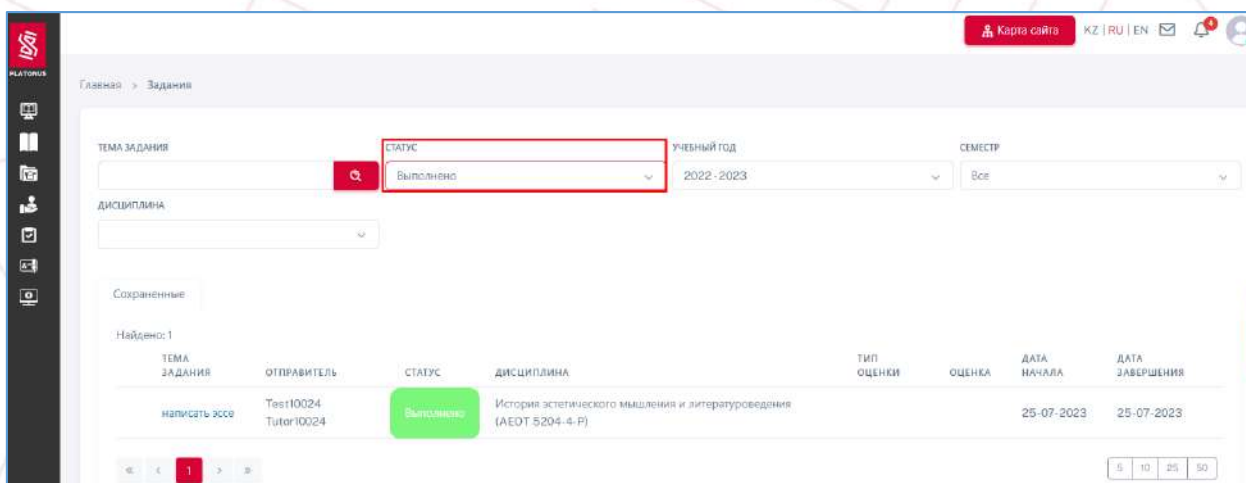 Карта сайта KZ | RU | EN 4
PLATONUS
Главная > Задания
ТЕМА ЗАДАНИЯ СТАТУС УЧЕБНЫЙ ГОД СЕМЕСТР
Выполнено 2022-2023 Все
ДИСЦИПЛИНА
Сохраненные
Найдено: 1
ТЕМА ЗАДАНИЯ ОТПРАВИТЕЛЬ СТАТУС ДИСЦИПЛИНА ТИП ОЦЕНКИ ОЦЕНКА ДАТА НАЧАЛА ДАТА ЗАВЕРШЕНИЯ
написать эссе Test10024 Tutor10024 Выполнено История эстетического мышления и литературоведения 25-07-2023 25-07-2023
(AEDT 5204-4-P)
« < 1 > » 5 10 25 50